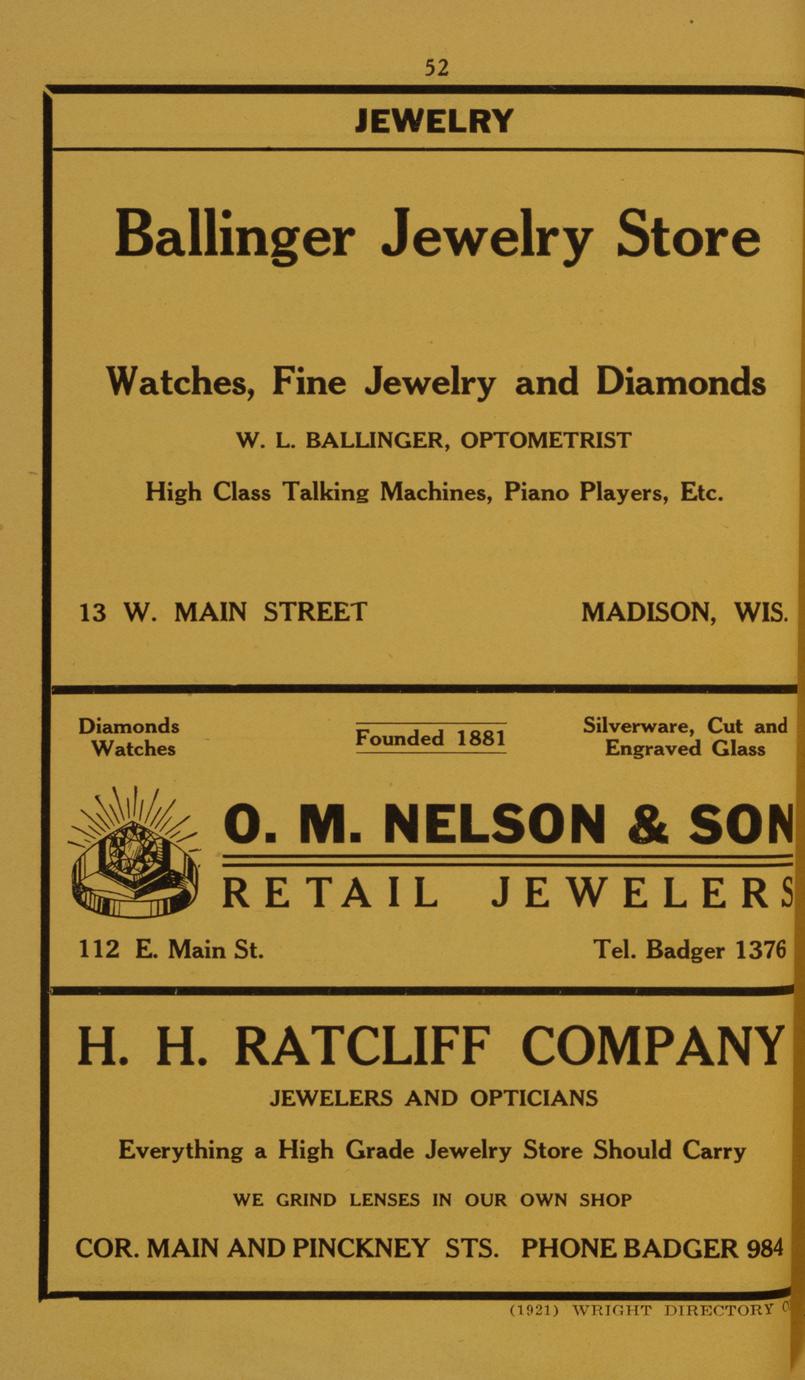 52
JEWELRY
Ballinger Jewelry Store
Watches, Fine Jewelry and Diamonds
W. L. BALLINGER, OPTOMETRIST
High Class Talking Machines, Piano Players, Etc.
13 W. MAIN STREET MADISON, WIS.
Diamonds
Watches
Founded 1881
Silverware, Cut and
Engraved Glass
O. M. NELSON & SON
RETAIL JEWELERS
112 E. Main St. Tel. Badger 1376
H. H. RATCLIFF COMPANY
JEWELERS AND OPTICIANS
Everything a High Grade Jewelry Store Should Carry
WE GRIND LENSES IN OUR OWN SHOP
COR. MAIN AND PINCKNEY STS. PHONE BADGER 984
(1921) WRIGHT DIRECTORY